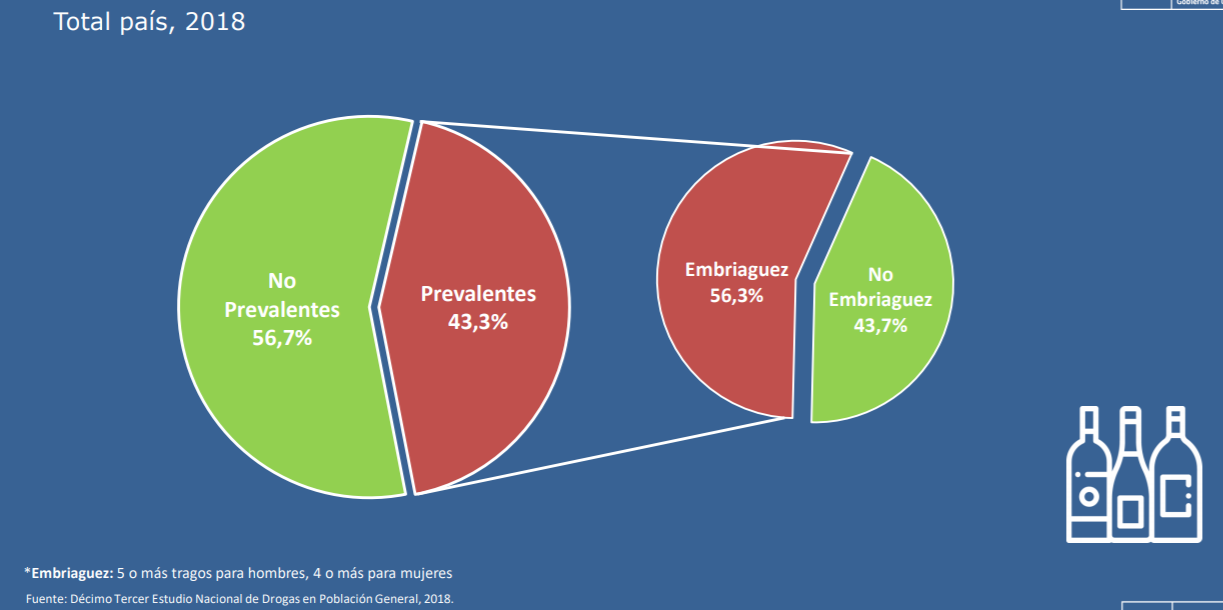 Gobierno de
Total país, 2018
No
Prevalentes
56,7%
Prevalentes
43,3%
Embriaguez
56,3%
No
Embriaguez
43,7%
*Embriaguez: 5 o más tragos para hombres, 4 o más para mujeres
Fuente: Décimo Tercer Estudio Nacional de Drogas en Población General, 2018.